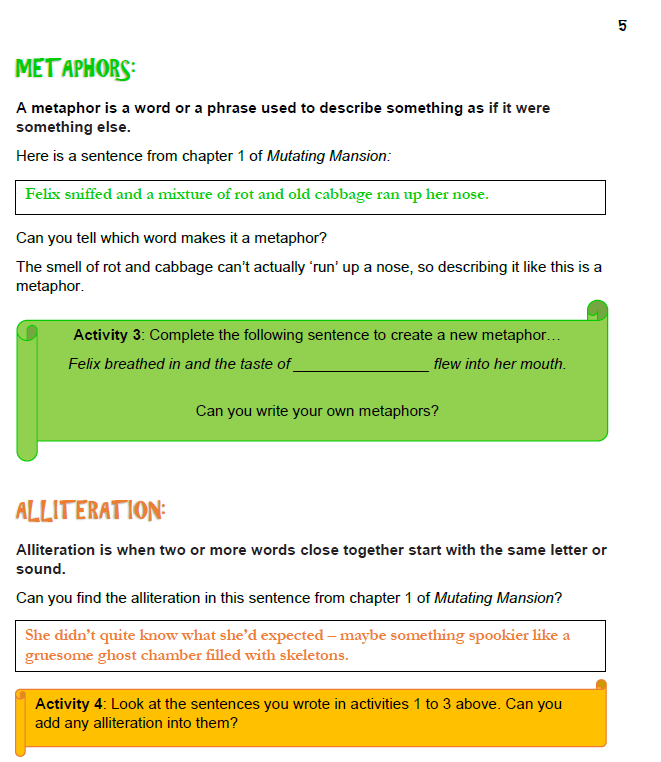 5
METAPHORS:
A metaphor is a word or a phrase used to describe something as if it were
something else.
Here is a sentence from chapter 1 of Mutating Mansion:
Felix sniffed and a mixture of rot and old cabbage ran up her nose.
Can you tell which word makes it a metaphor?
The smell of rot and cabbage can’t actually ‘run’ up a nose, so describing it like this is a
metaphor.
Activity 3: Complete the following sentence to create a new metaphor…
Felix breathed in and the taste of ________________ flew into her mouth.
Can you write your own metaphors?
ALLITERATION:
Alliteration is when two or more words close together start with the same letter or
sound.
Can you find the alliteration in this sentence from chapter 1 of Mutating Mansion?
She didn’t quite know what she’d expected – maybe something spookier like a
gruesome ghost chamber filled with skeletons.
Activity 4: Look at the sentences you wrote in activities 1 to 3 above. Can you
add any alliteration into them?